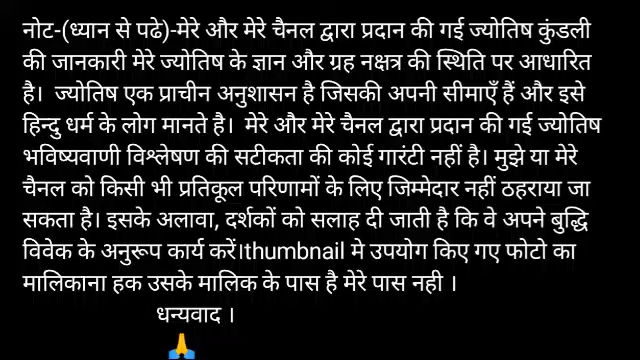 नोट-(ध्यान से पढे)-मेरे और मेरे चैनल द्वारा प्रदान की गई ज्योतिष कुंडली
की जानकारी मेरे ज्योतिष के ज्ञान और ग्रह नक्षत्र की स्थिति पर आधारित
है। ज्योतिष एक प्राचीन अनुशासन है जिसकी अपनी सीमाएँ हैं और इसे
हिन्दु धर्म के लोग मानते है। मेरे और मेरे चैनल द्वारा प्रदान की गई ज्योतिष
भविष्यवाणी विश्लेषण की सटीकता की कोई गारंटी नहीं है। मुझे या मेरे
चैनल को किसी भी प्रतिकूल परिणामों के लिए जिम्मेदार नहीं ठहराया जा
सकता है। इसके अलावा, दर्शकों को सलाह दी जाती है कि वे अपने बुद्धि
विवेक के अनुरूप कार्य करें।thumbnail मे उपयोग किए गए फोटो का
मालिकाना हक उसके मालिक के पास है मेरे पास नही ।
धन्यवाद ।
🙏